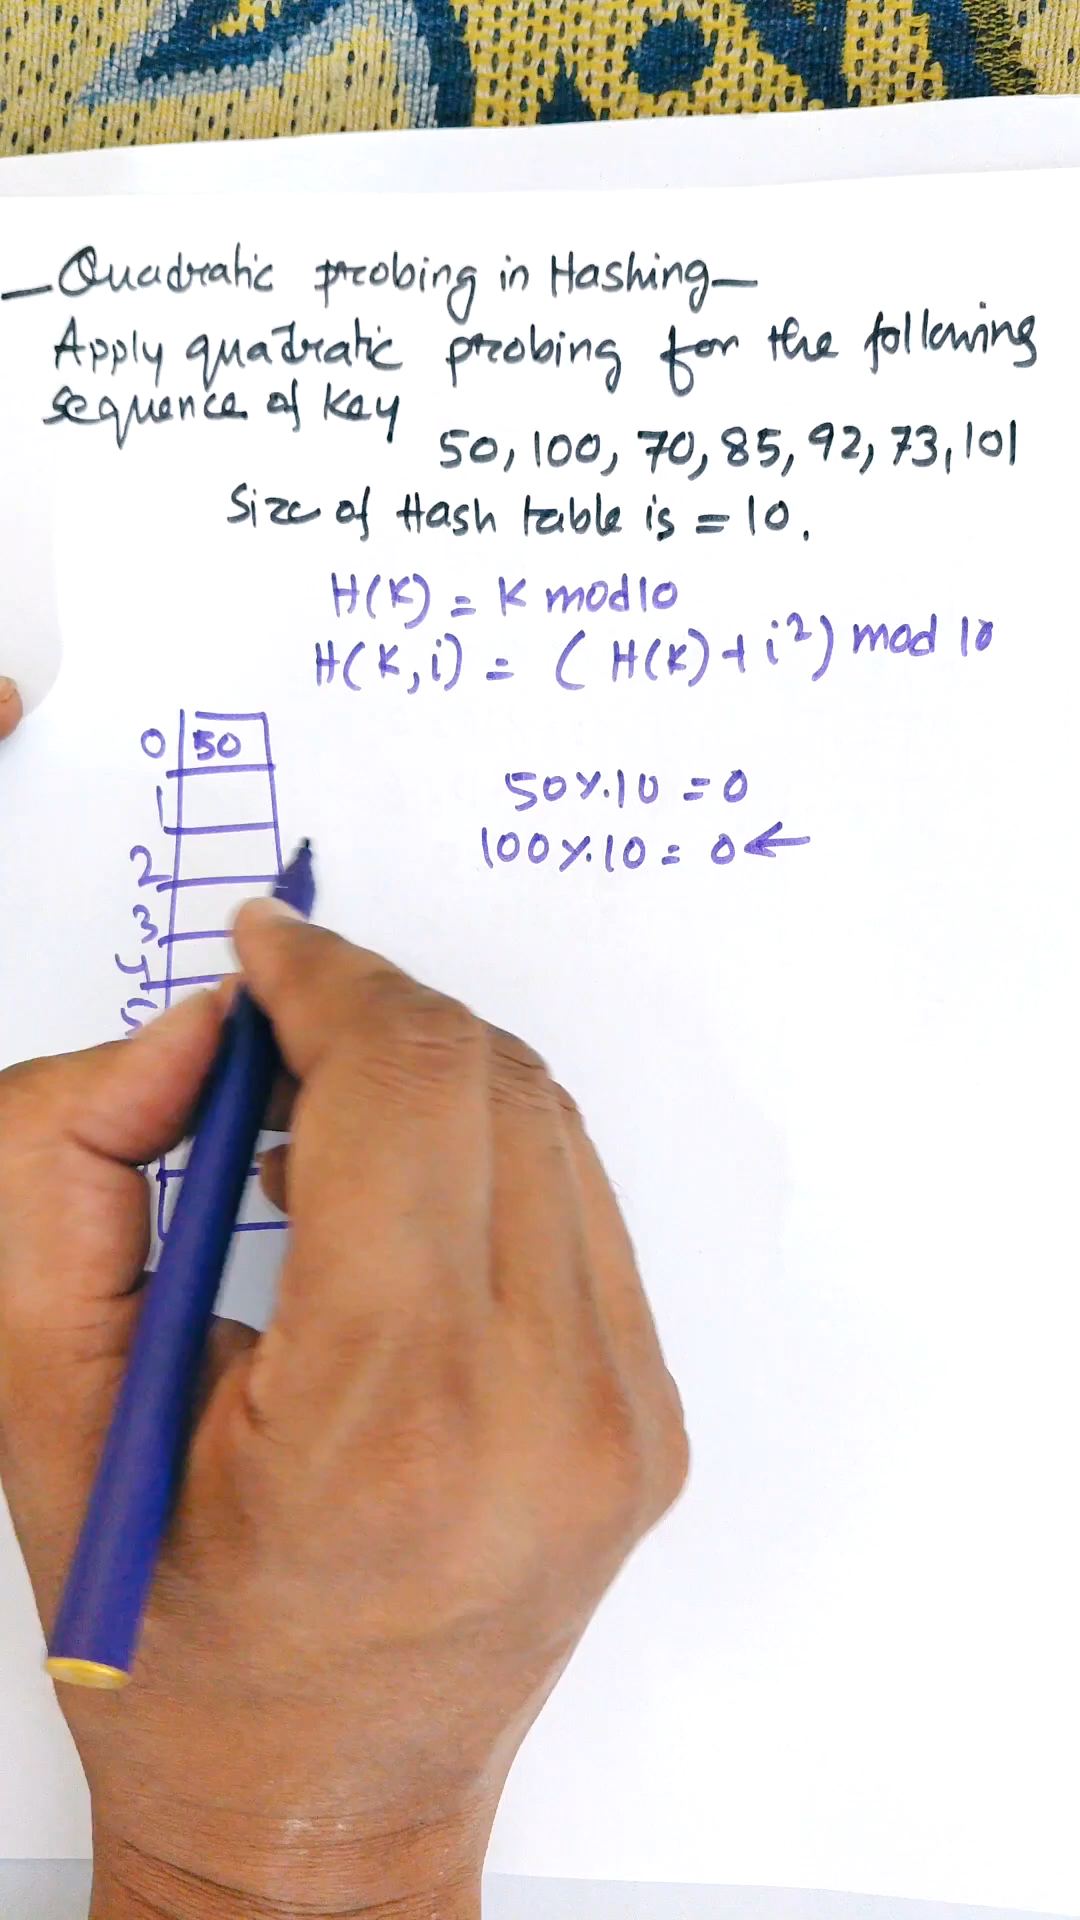 Quadratic probing in Hashing
Apply quadratic probing for the following
sequence of key
50, 100, 70, 85, 92, 73, 101
Size of Hash table is = 10.
H(K) = K mod 10
H(K, i) = ( H(K) + i²) mod 10
0 50
1
2
3
4
5
50 % 10 = 0
100 % 10 = 0 ←